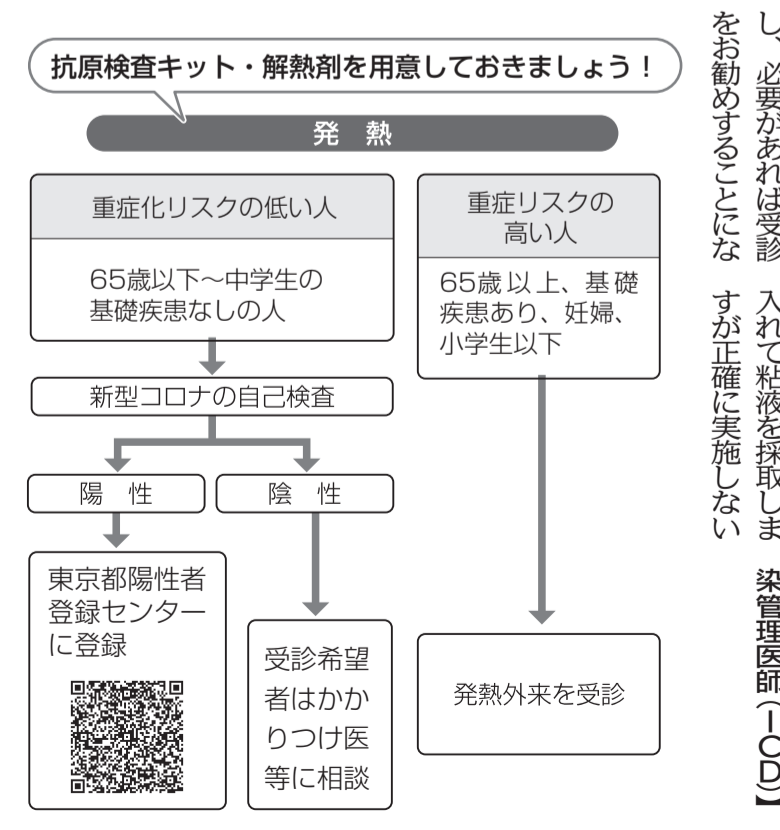 抗原検査キット・解熱剤を用意しておきましょう！
発 熱
重症化リスクの低い人
65歳以下～中学生の
基礎疾患なしの人
新型コロナの自己検査
陽 性
陰 性
東京都陽性者
登録センター
に登録
受診希望
者はかか
りつけ医
等に相談
重症リスクの
高い人
65歳以上、基礎
疾患あり、妊婦、
小学生以下
発熱外来を受診
し、必要があれば受診
をお勧めすることにな
入れて粘液を採取しま
すが正確に実施しない
染管理医師（ICD）】